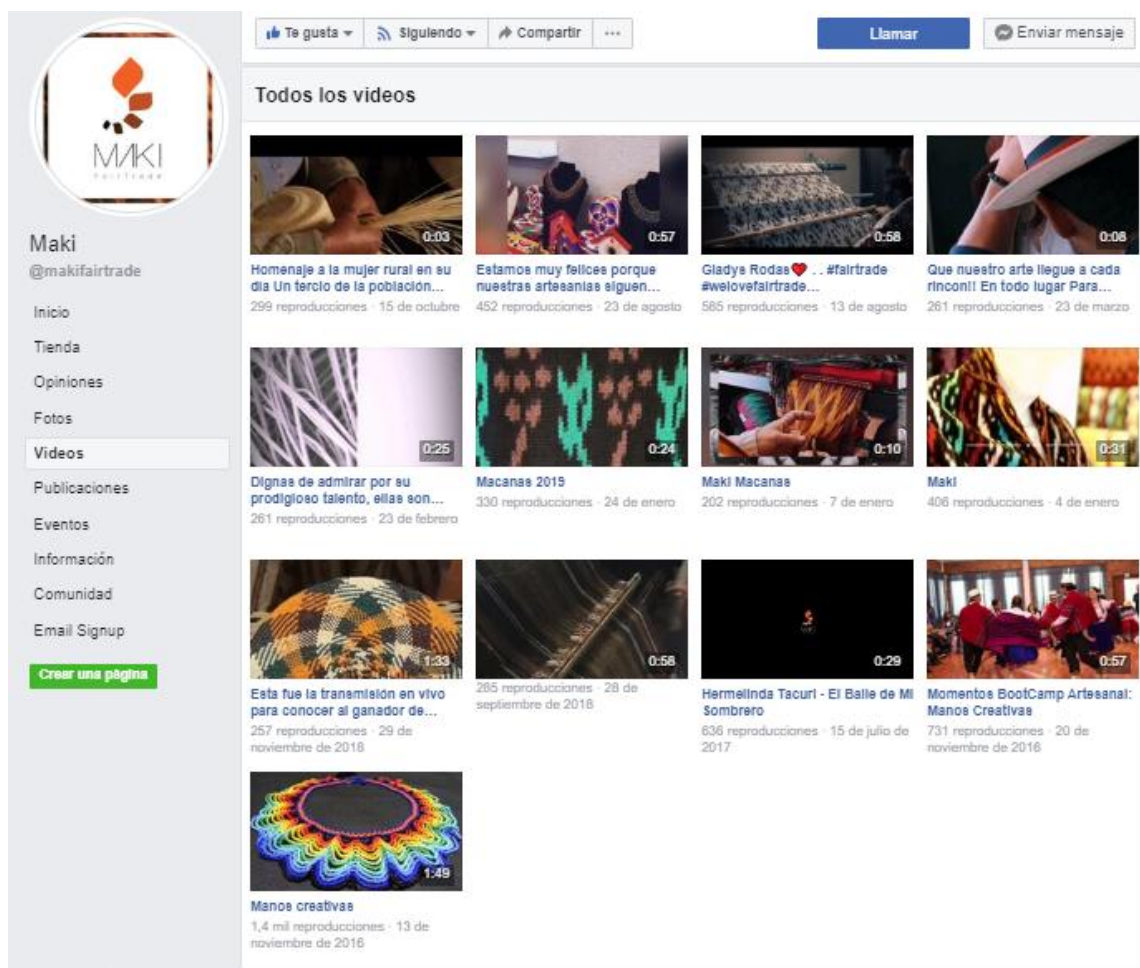 Te gusta
Siguiendo
Compartir
Llamar
Enviar mensaje
MAKI
FairTrade
Maki
@makifairtrade
Inicio
Tienda
Opiniones
Fotos
Videos
Publicaciones
Eventos
Información
Comunidad
Email Signup
Crear una página
Todos los videos
0:03
Homenaje a la mujer rural en su
día Un tercio de la población...
299 reproducciones · 15 de octubre
0:57
Estamos muy felices porque
nuestras artesanías siguen...
452 reproducciones · 23 de agosto
0:58
Gladys Rodas❤ . . #fairtrade
#welovefairtrade...
585 reproducciones · 13 de agosto
0:08
Que nuestro arte llegue a cada
rincon!! En todo lugar Para...
261 reproducciones · 23 de marzo
0:25
Dignas de admirar por su
prodigioso talento, ellas son...
261 reproducciones · 23 de febrero
0:24
Macanas 2019
330 reproducciones · 24 de enero
0:10
Maki Macanas
202 reproducciones · 7 de enero
0:31
Maki
406 reproducciones · 4 de enero
1:33
Esta fue la transmisión en vivo
para conocer al ganador de...
257 reproducciones · 29 de
noviembre de 2018
0:58
265 reproducciones · 28 de
septiembre de 2018
0:29
Hermelinda Tacuri - El Baile de Mi
Sombrero
636 reproducciones · 15 de julio de
2017
0:57
Momentos BootCamp Artesanal:
Manos Creativas
731 reproducciones · 20 de
noviembre de 2016
1:49
Manos creativas
1,4 mil reproducciones · 13 de
noviembre de 2016